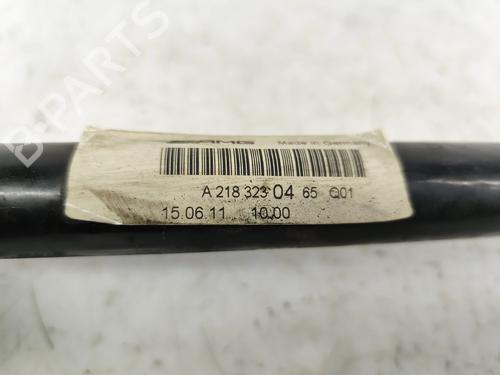 AMG Made in Germany
A 218 323 04 65 Q01
15.06.11 10.00
B-PARTS